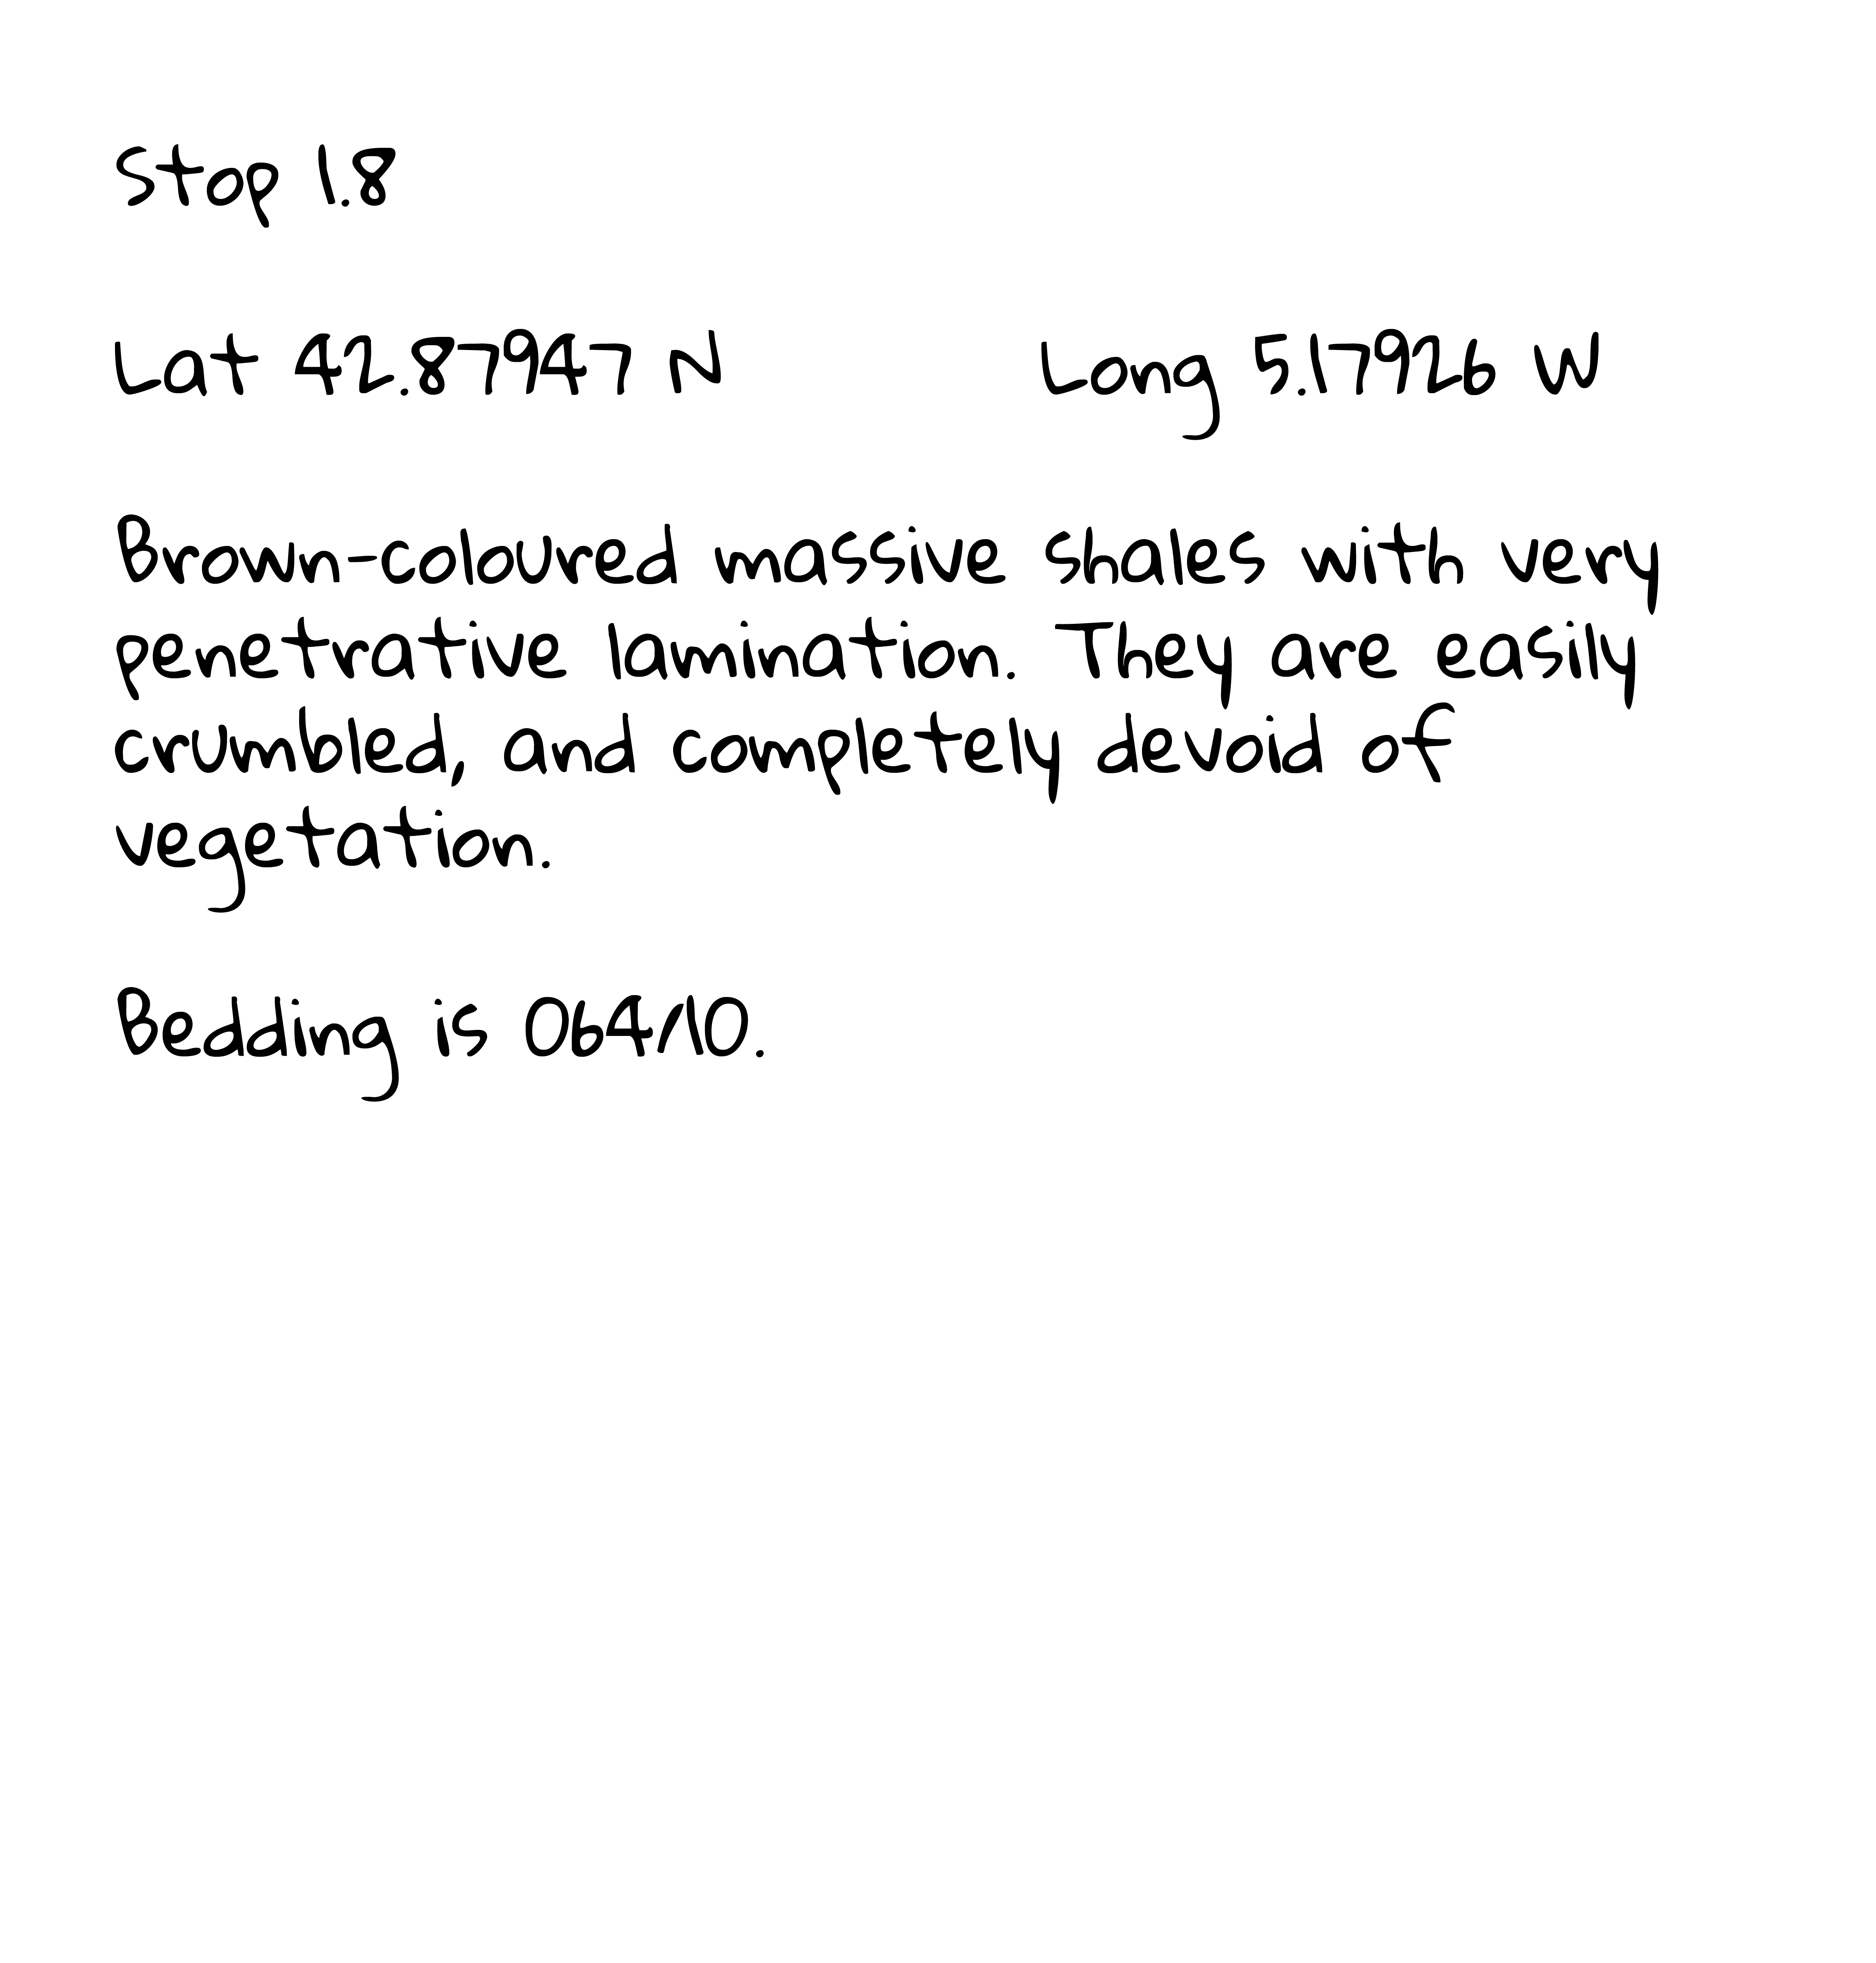 Stop 1.8
Lat 42.87947 N Long 5.17926 W
Brown-coloured massive shales with very
penetrative lamination. They are easily
crumbled, and completely devoid of
vegetation.
Bedding is 064/10.